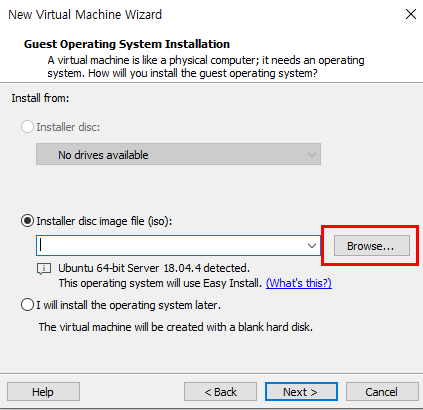 New Virtual Machine Wizard
Guest Operating System Installation
A virtual machine is like a physical computer; it needs an operating
system. How will you install the guest operating system?
Install from:
Installer disc:
No drives available
Installer disc image file (iso):
Browse...
Ubuntu 64-bit Server 18.04.4 detected.
This operating system will use Easy Install. (What's this?)
I will install the operating system later.
The virtual machine will be created with a blank hard disk.
Help
< Back
Next >
Cancel